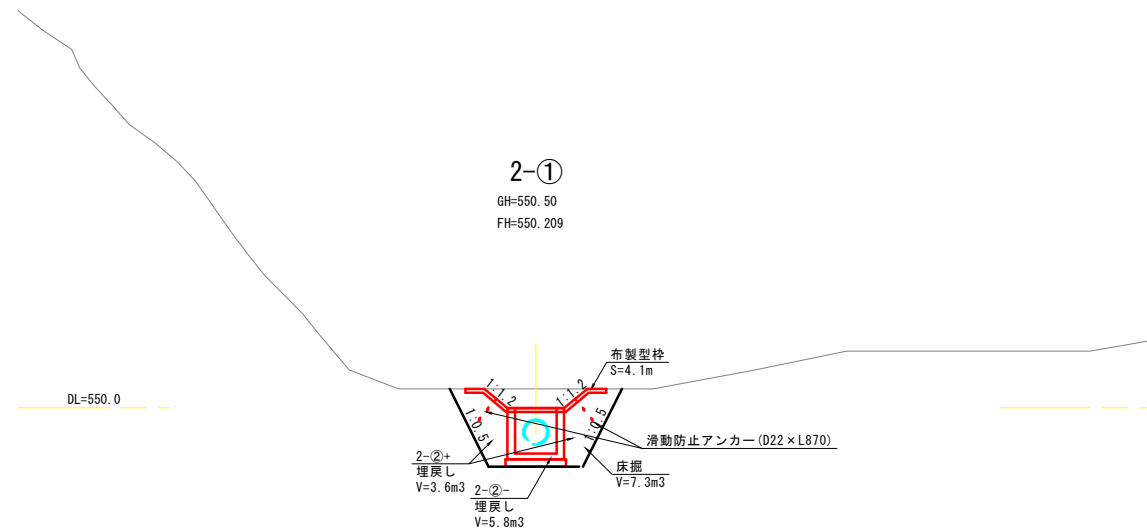 2-①
GH=550.50
FH=550.209
布製型枠
S=4.1m
1:1.2
1:1.2
DL=550.0
1:0.5
1:0.5
滑動防止アンカー(D22×L870)
2-②+
埋戻し
V=3.6m3
床掘
V=7.3m3
2-②-
埋戻し
V=5.8m3